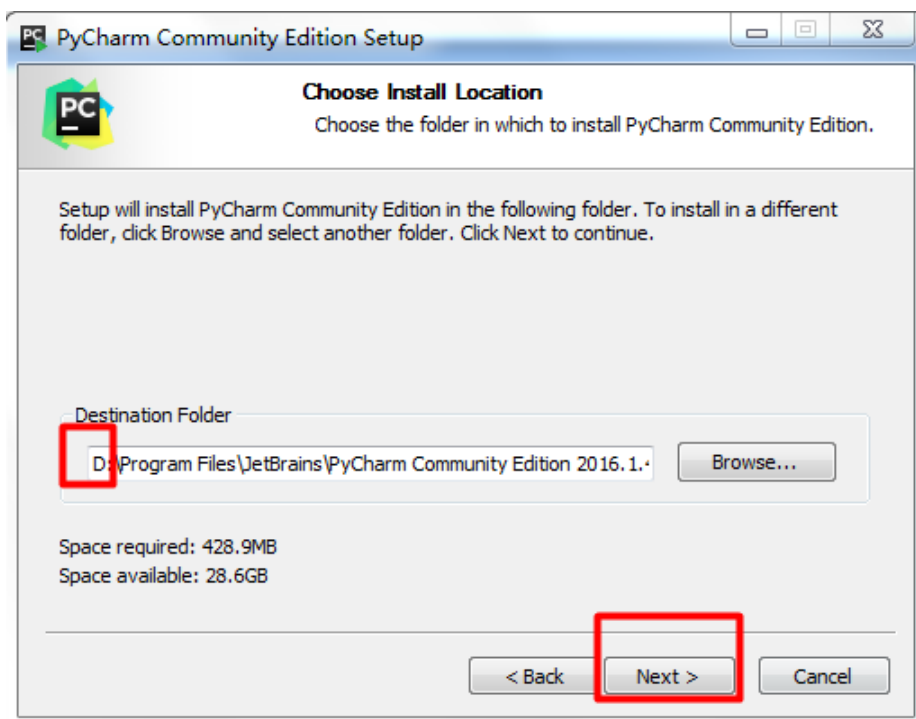 PyCharm Community Edition Setup
PC
Choose Install Location
Choose the folder in which to install PyCharm Community Edition.
Setup will install PyCharm Community Edition in the following folder. To install in a different
folder, click Browse and select another folder. Click Next to continue.
Destination Folder
D:\Program Files\JetBrains\PyCharm Community Edition 2016.1.
Browse...
Space required: 428.9MB
Space available: 28.6GB
< Back
Next >
Cancel